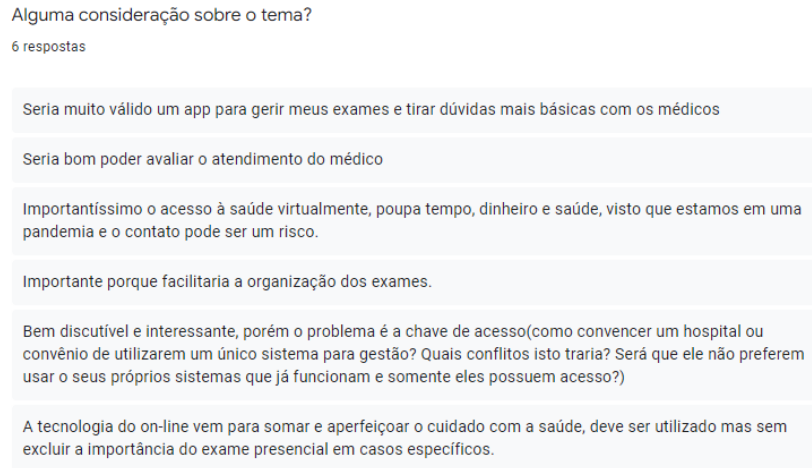 Alguma consideração sobre o tema?
6 respostas
Seria muito válido um app para gerir meus exames e tirar dúvidas mais básicas com os médicos
Seria bom poder avaliar o atendimento do médico
Importantíssimo o acesso à saúde virtualmente, poupa tempo, dinheiro e saúde, visto que estamos em uma
pandemia e o contato pode ser um risco.
Importante porque facilitaria a organização dos exames.
Bem discutível e interessante, porém o problema é a chave de acesso(como convencer um hospital ou
convênio de utilizarem um único sistema para gestão? Quais conflitos isto traria? Será que ele não preferem
usar o seus próprios sistemas que já funcionam e somente eles possuem acesso?)
A tecnologia do on-line vem para somar e aperfeiçoar o cuidado com a saúde, deve ser utilizado mas sem
excluir a importância do exame presencial em casos específicos.